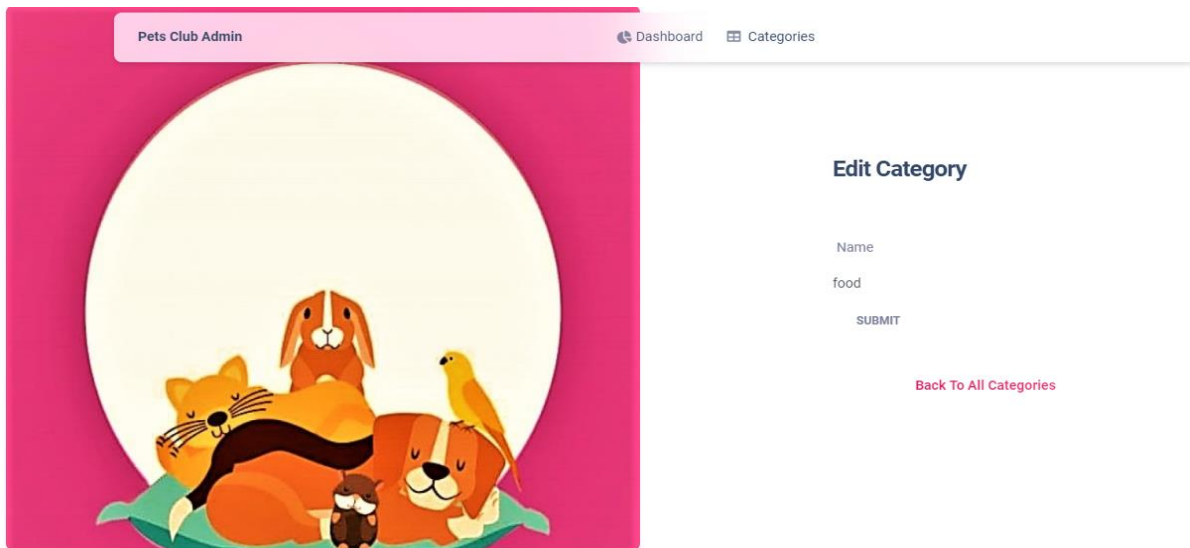 Pets Club Admin Dashboard Categories
Edit Category
Name
food
SUBMIT
Back To All Categories